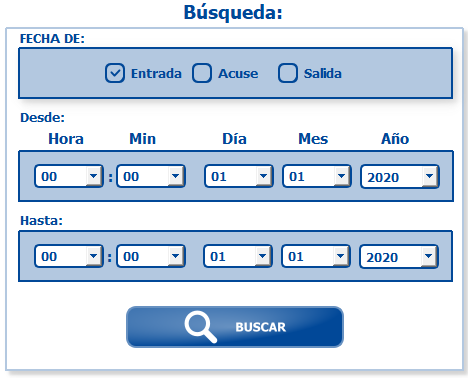 Búsqueda:
FECHA DE:
Entrada Acuse Salida
Desde:
Hora Min Día Mes Año
00 : 00 01 01 2020
Hasta:
00 : 00 01 01 2020
BUSCAR